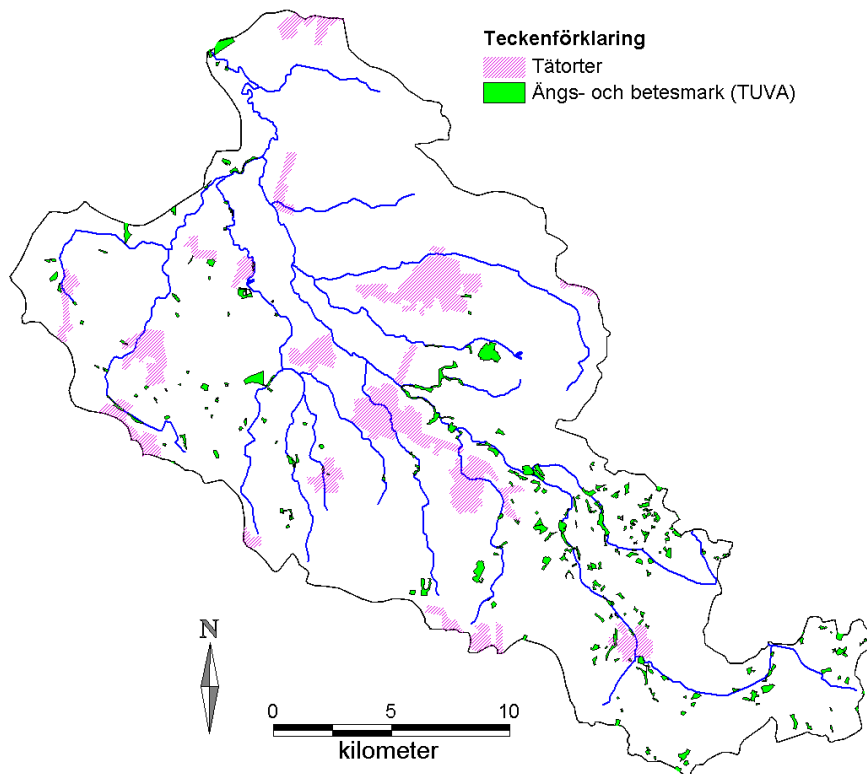 Teckenförklaring
Tätorter
Ängs- och betesmark (TUVA)
N
0 5 10
kilometer